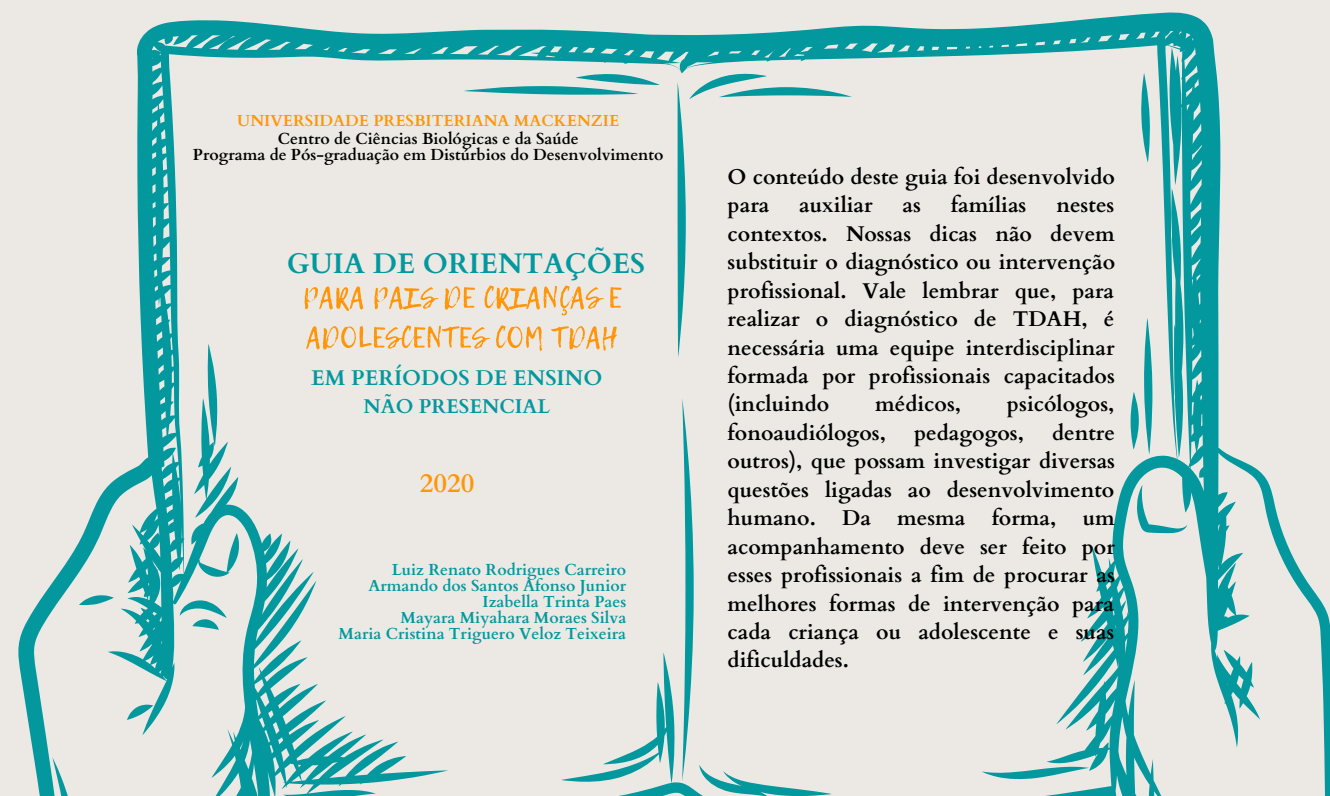 UNIVERSIDADE PRESBITERIANA MACKENZIE
Centro de Ciências Biológicas e da Saúde
Programa de Pós-graduação em Distúrbios do Desenvolvimento
GUIA DE ORIENTAÇÕES
PARA PAIS DE CRIANÇAS E
ADOLESCENTES COM TDAH
EM PERÍODOS DE ENSINO
NÃO PRESENCIAL
2020
Luiz Renato Rodrigues Carreiro
Armando dos Santos Afonso Junior
Izabella Trinta Paes
Mayara Miyahara Moraes Silva
Maria Cristina Triguero Veloz Teixeira
O conteúdo deste guia foi desenvolvido
para auxiliar as famílias nestes
contextos. Nossas dicas não devem
substituir o diagnóstico ou intervenção
profissional. Vale lembrar que, para
realizar o diagnóstico de TDAH, é
necessária uma equipe interdisciplinar
formada por profissionais capacitados
(incluindo médicos, psicólogos,
fonoaudiólogos, pedagogos, dentre
outros), que possam investigar diversas
questões ligadas ao desenvolvimento
humano. Da mesma forma, um
acompanhamento deve ser feito por
esses profissionais a fim de procurar as
melhores formas de intervenção para
cada criança ou adolescente e suas
dificuldades.